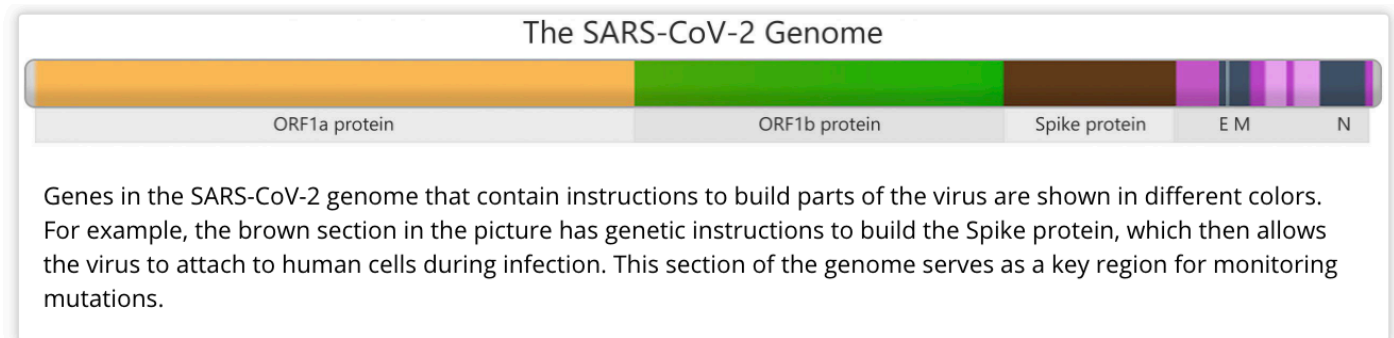 The SARS-CoV-2 Genome
ORF1a protein ORF1b protein Spike protein E M N
Genes in the SARS-CoV-2 genome that contain instructions to build parts of the virus are shown in different colors.
For example, the brown section in the picture has genetic instructions to build the Spike protein, which then allows
the virus to attach to human cells during infection. This section of the genome serves as a key region for monitoring
mutations.